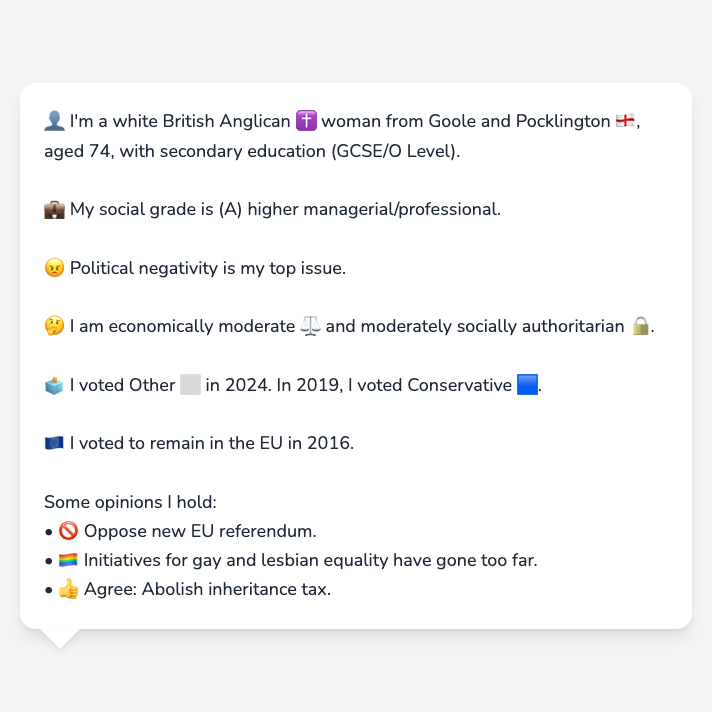 👤 I'm a white British Anglican ✝️ woman from Goole and Pocklington 🏴󠁧󠁢󠁥󠁮󠁧󠁿,
aged 74, with secondary education (GCSE/O Level).
💼 My social grade is (A) higher managerial/professional.
😠 Political negativity is my top issue.
🤔 I am economically moderate ⚖️ and moderately socially authoritarian 🔒.
🗳️ I voted Other ⬜ in 2024. In 2019, I voted Conservative 🟦.
🇪🇺 I voted to remain in the EU in 2016.
Some opinions I hold:
• 🚫 Oppose new EU referendum.
• 🏳️‍🌈 Initiatives for gay and lesbian equality have gone too far.
• 👍 Agree: Abolish inheritance tax.